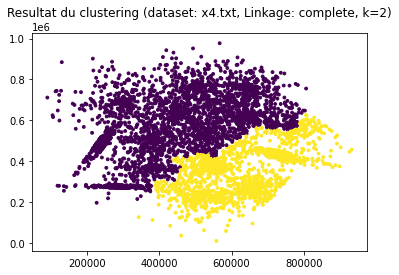 Resultat du clustering (dataset: x4.txt, Linkage: complete, k=2)
1e6
1.0
0.8
0.6
0.4
0.2
0.0
200000 400000 600000 800000